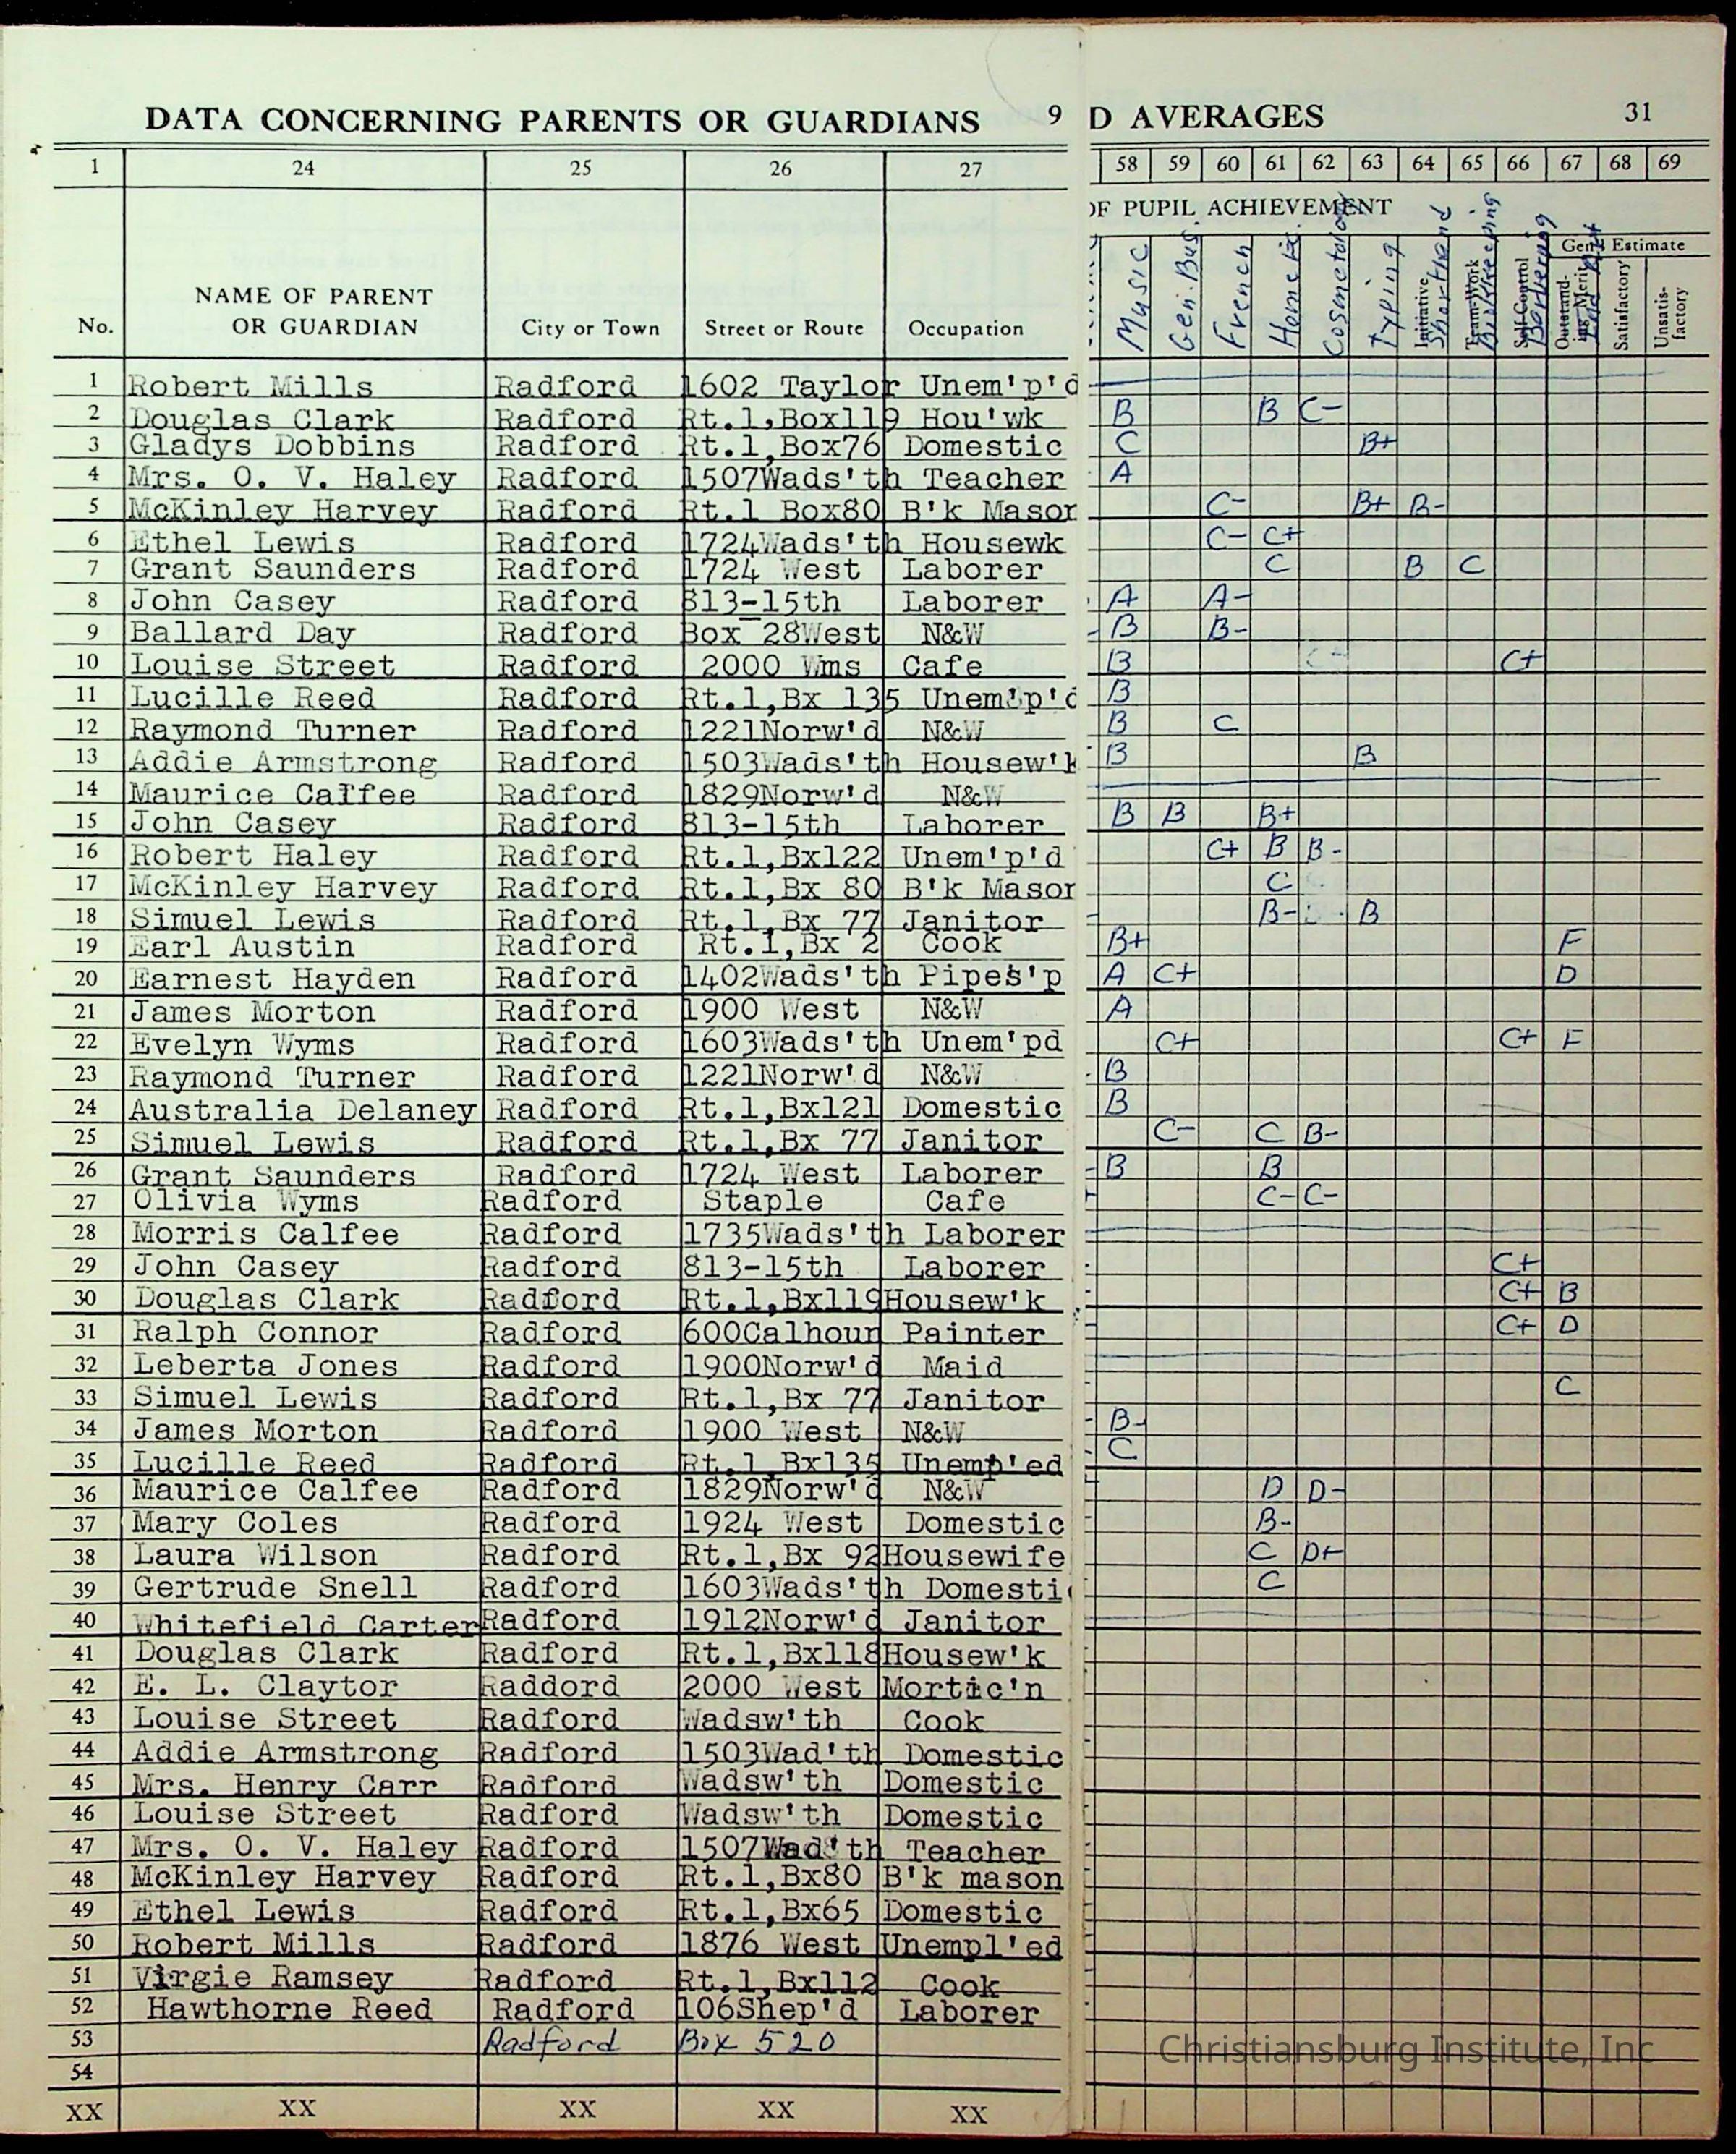 DATA CONCERNING PARENTS OR GUARDIANS 9
1 24 25 26 27
No. NAME OF PARENT OR GUARDIAN City or Town Street or Route Occupation
1 Robert Mills Radford 1602 Taylor Unem'p'd
2 Douglas Clark Radford Rt.1,Box119 Hou'wk
3 Gladys Dobbins Radford Rt.1,Box76 Domestic
4 Mrs. O. V. Haley Radford 1507Wads'th Teacher
5 McKinley Harvey Radford Rt.1 Box80 B'k Mason
6 Ethel Lewis Radford 1724Wads'th Housewk
7 Grant Saunders Radford 1724 West Laborer
8 John Casey Radford 813-15th Laborer
9 Ballard Day Radford Box 28West N&W
10 Louise Street Radford 2000 Wms Cafe
11 Lucille Reed Radford Rt.1,Bx 135 Unem'p'd
12 Raymond Turner Radford 1221Norw'd N&W
13 Addie Armstrong Radford 1503Wads'th Housew'k
14 Maurice Calfee Radford 1829Norw'd N&W
15 John Casey Radford 813-15th Laborer
16 Robert Haley Radford Rt.1,Bx122 Unem'p'd
17 McKinley Harvey Radford Rt.1,Bx 80 B'k Mason
18 Simuel Lewis Radford Rt.1,Bx 77 Janitor
19 Earl Austin Radford Rt.1,Bx 2 Cook
20 Earnest Hayden Radford 1402Wads'th Pipes'p
21 James Morton Radford 1900 West N&W
22 Evelyn Wyms Radford 1603Wads'th Unem'pd
23 Raymond Turner Radford 1221Norw'd N&W
24 Australia Delaney Radford Rt.1,Bx121 Domestic
25 Simuel Lewis Radford Rt.1,Bx 77 Janitor
26 Grant Saunders Radford 1724 West Laborer
27 Olivia Wyms Radford Staple Cafe
28 Morris Calfee Radford 1735Wads'th Laborer
29 John Casey Radford 813-15th Laborer
30 Douglas Clark Radford Rt.1,Bx119Housew'k
31 Ralph Connor Radford 600Calhoun Painter
32 Leberta Jones Radford 1900Norw'd Maid
33 Simuel Lewis Radford Rt.1,Bx 77 Janitor
34 James Morton Radford 1900 West N&W
35 Lucille Reed Radford Rt.1 Bx135 Unemp'ed
36 Maurice Calfee Radford 1829Norw'd N&W
37 Mary Coles Radford 1924 West Domestic
38 Laura Wilson Radford Rt.1,Bx 92Housewife
39 Gertrude Snell Radford 1603Wads'th Domestic
40 Whitefield Carter Radford 1912Norw'd Janitor
41 Douglas Clark Radford Rt.1,Bx118Housew'k
42 E. L. Claytor Raddord 2000 West Mortic'n
43 Louise Street Radford Wadsw'th Cook
44 Addie Armstrong Radford 1503Wad'th Domestic
45 Mrs. Henry Carr Radford Wadsw'th Domestic
46 Louise Street Radford Wadsw'th Domestic
47 Mrs. O. V. Haley Radford 1507Wad'th Teacher
48 McKinley Harvey Radford Rt.1,Bx80 B'k mason
49 Ethel Lewis Radford Rt.1,Bx65 Domestic
50 Robert Mills Radford 1876 West Unempl'ed
51 Virgie Ramsey Radford Rt.1,Bx112 Cook
52 Hawthorne Reed Radford 106Shep'd Laborer
53 Radford Box 520
54
XX XX XX XX XX
D AVERAGES 31
58 59 60 61 62 63 64 65 66 67 68 69
OF PUPIL ACHIEVEMENT
Gen. Estimate
Music Gen. Bus. French Home Ec. Cosmetology Typing Initiative Shorthand Team-Work Self-Control Barbering Outstanding Merit Satisfactory Unsatisfactory
B B C-
C B+
A
C- B+ B-
C- C+
C B C
A A-
B B-
B C+
B
B C
B B
B B B+
C+ B B-
C
B- B
B+ F
A C+ D
A
C+ C+ F
B
B
C- C B-
B B
C- C-
C+
C+ B
C+ D
C
B-
C
D D-
B-
C D+
C
Christiansburg Institute, Inc